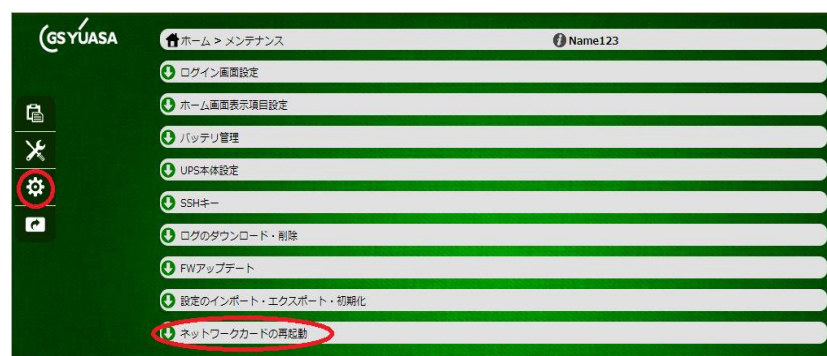 GS YUASA
ホーム > メンテナンス
Name123
ログイン画面設定
ホーム画面表示項目設定
バッテリ管理
UPS本体設定
SSHキー
ログのダウンロード・削除
FWアップデート
設定のインポート・エクスポート・初期化
ネットワークカードの再起動